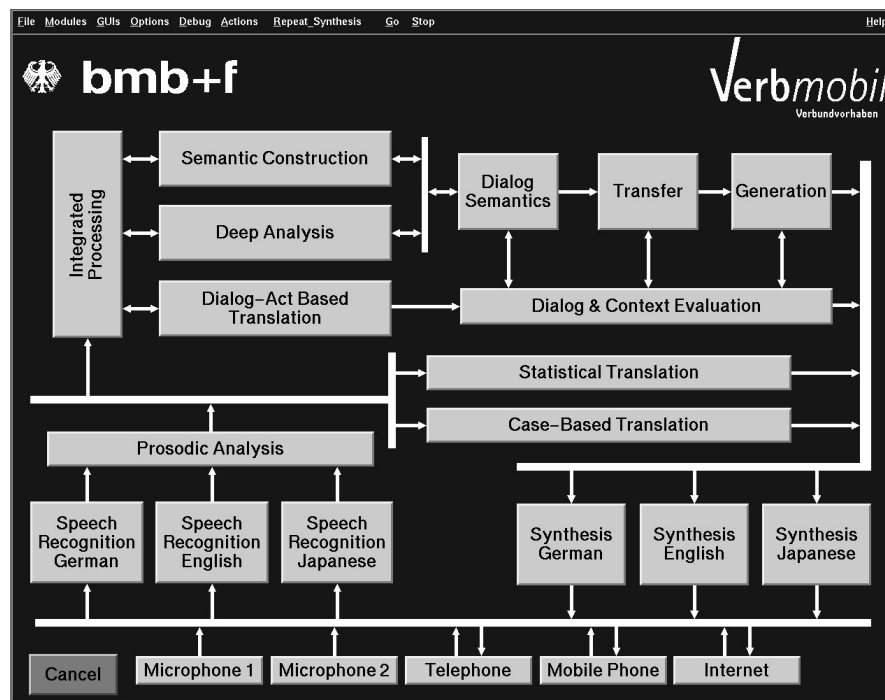 File Modules GUIs Options Debug Actions Repeat_Synthesis Go Stop Help
bmb+f
Verbmobil
Verbundvorhaben
Integrated
Processing
Semantic Construction
Deep Analysis
Dialog-Act Based
Translation
Dialog
Semantics
Transfer
Generation
Dialog & Context Evaluation
Statistical Translation
Case-Based Translation
Prosodic Analysis
Speech
Recognition
German
Speech
Recognition
English
Speech
Recognition
Japanese
Synthesis
German
Synthesis
English
Synthesis
Japanese
Cancel
Microphone 1
Microphone 2
Telephone
Mobile Phone
Internet